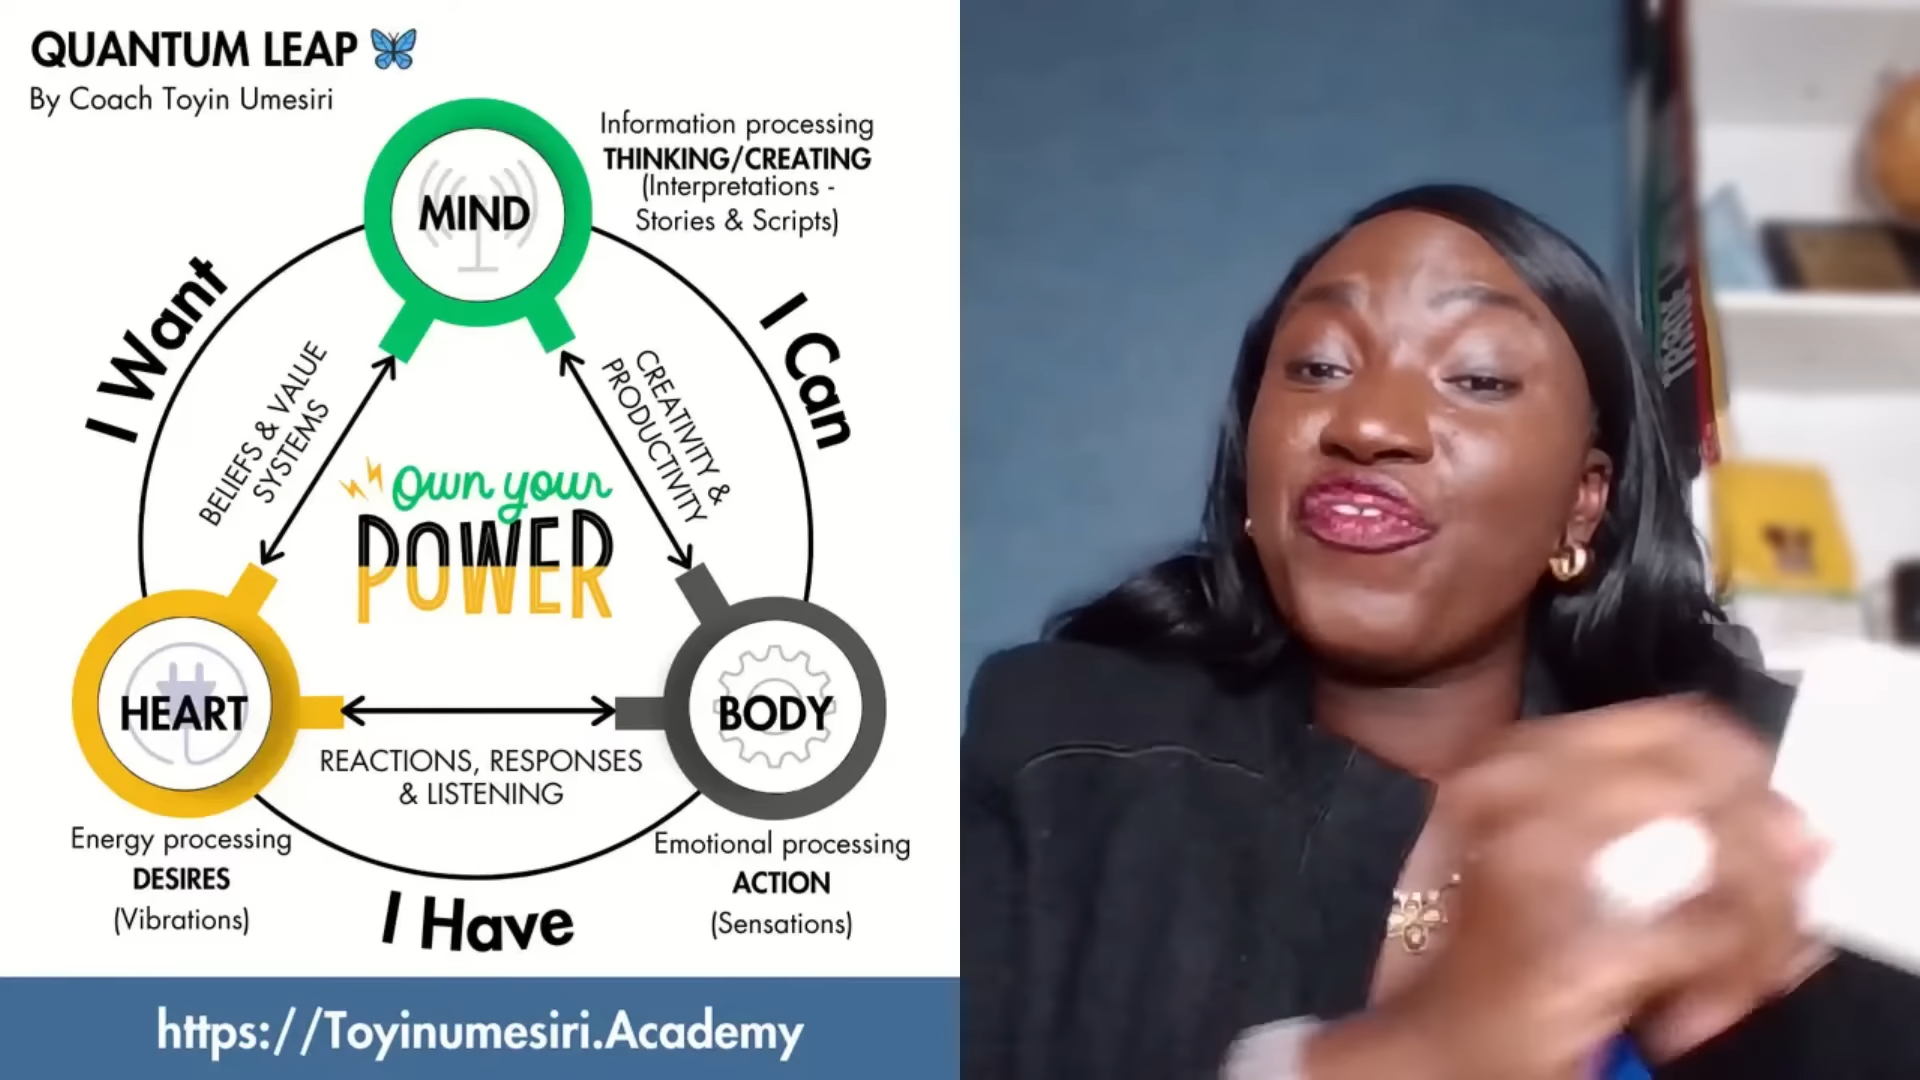 QUANTUM LEAP
By Coach Toyin Umesiri
MIND
Information processing
THINKING/CREATING
(Interpretations -
Stories & Scripts)
I Want
I Can
BELIEFS & VALUE
SYSTEMS
CREATIVITY &
PRODUCTIVITY
Own your
POWER
HEART
BODY
REACTIONS, RESPONSES
& LISTENING
Energy processing
DESIRES
(Vibrations)
Emotional processing
ACTION
(Sensations)
I Have
https://Toyinumesiri.Academy